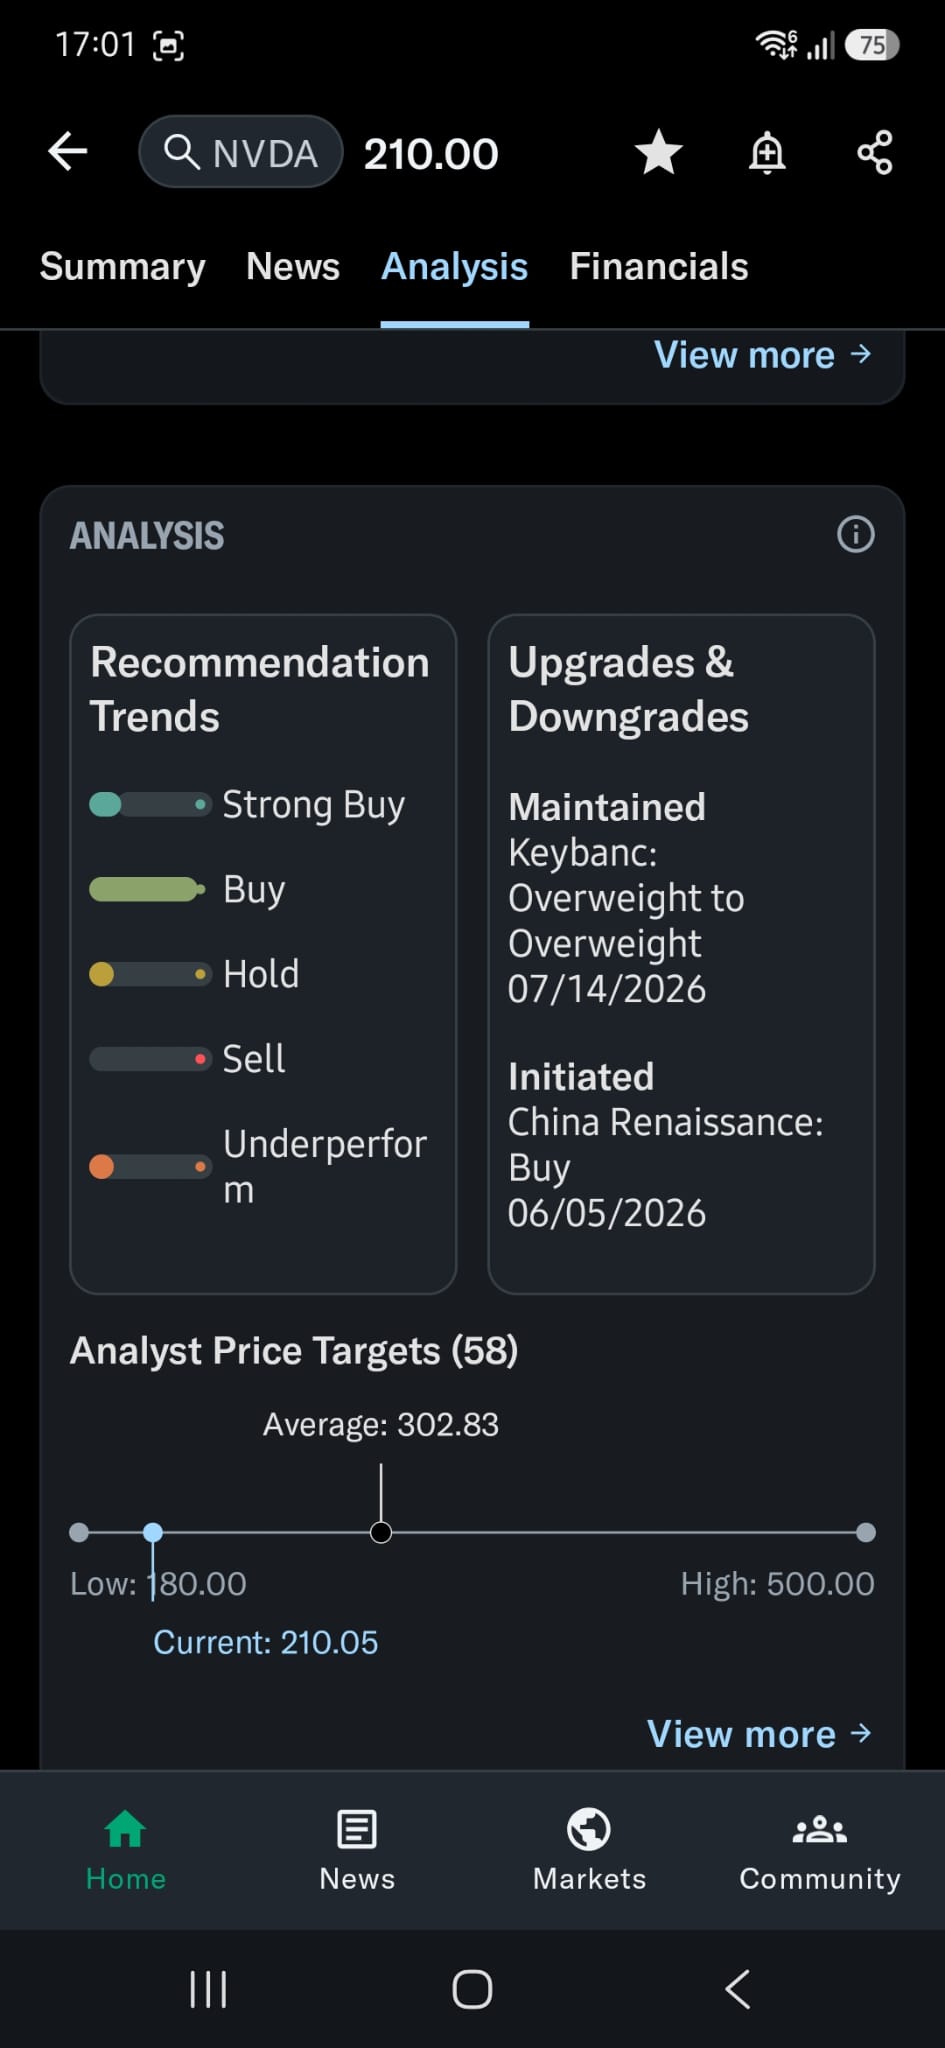 17:01
6
75
NVDA 210.00
Summary News Analysis Financials
View more →
ANALYSIS
Recommendation
Trends
Strong Buy
Buy
Hold
Sell
Underperfor
m
Upgrades &
Downgrades
Maintained
Keybanc:
Overweight to
Overweight
07/14/2026
Initiated
China Renaissance:
Buy
06/05/2026
Analyst Price Targets (58)
Average: 302.83
Low: 180.00
High: 500.00
Current: 210.05
View more →
Home
News
Markets
Community